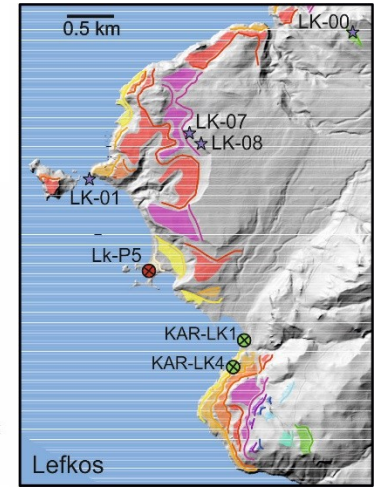 LK-00
0.5 km
LK-07
LK-08
LK-01
Lk-P5
KAR-LK1
KAR-LK4
Lefkos